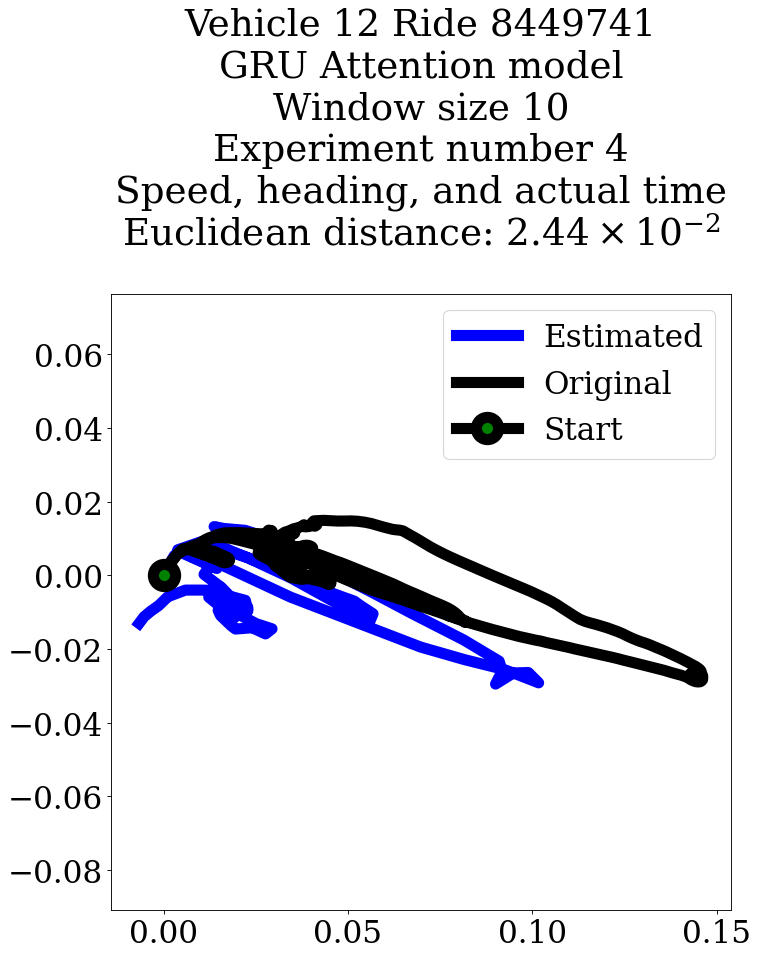 Vehicle 12 Ride 8449741
GRU Attention model
Window size 10
Experiment number 4
Speed, heading, and actual time
Euclidean distance: 2.44 × 10⁻²
Estimated
Original
Start
0.06
0.04
0.02
0.00
−0.02
−0.04
−0.06
−0.08
0.00 0.05 0.10 0.15